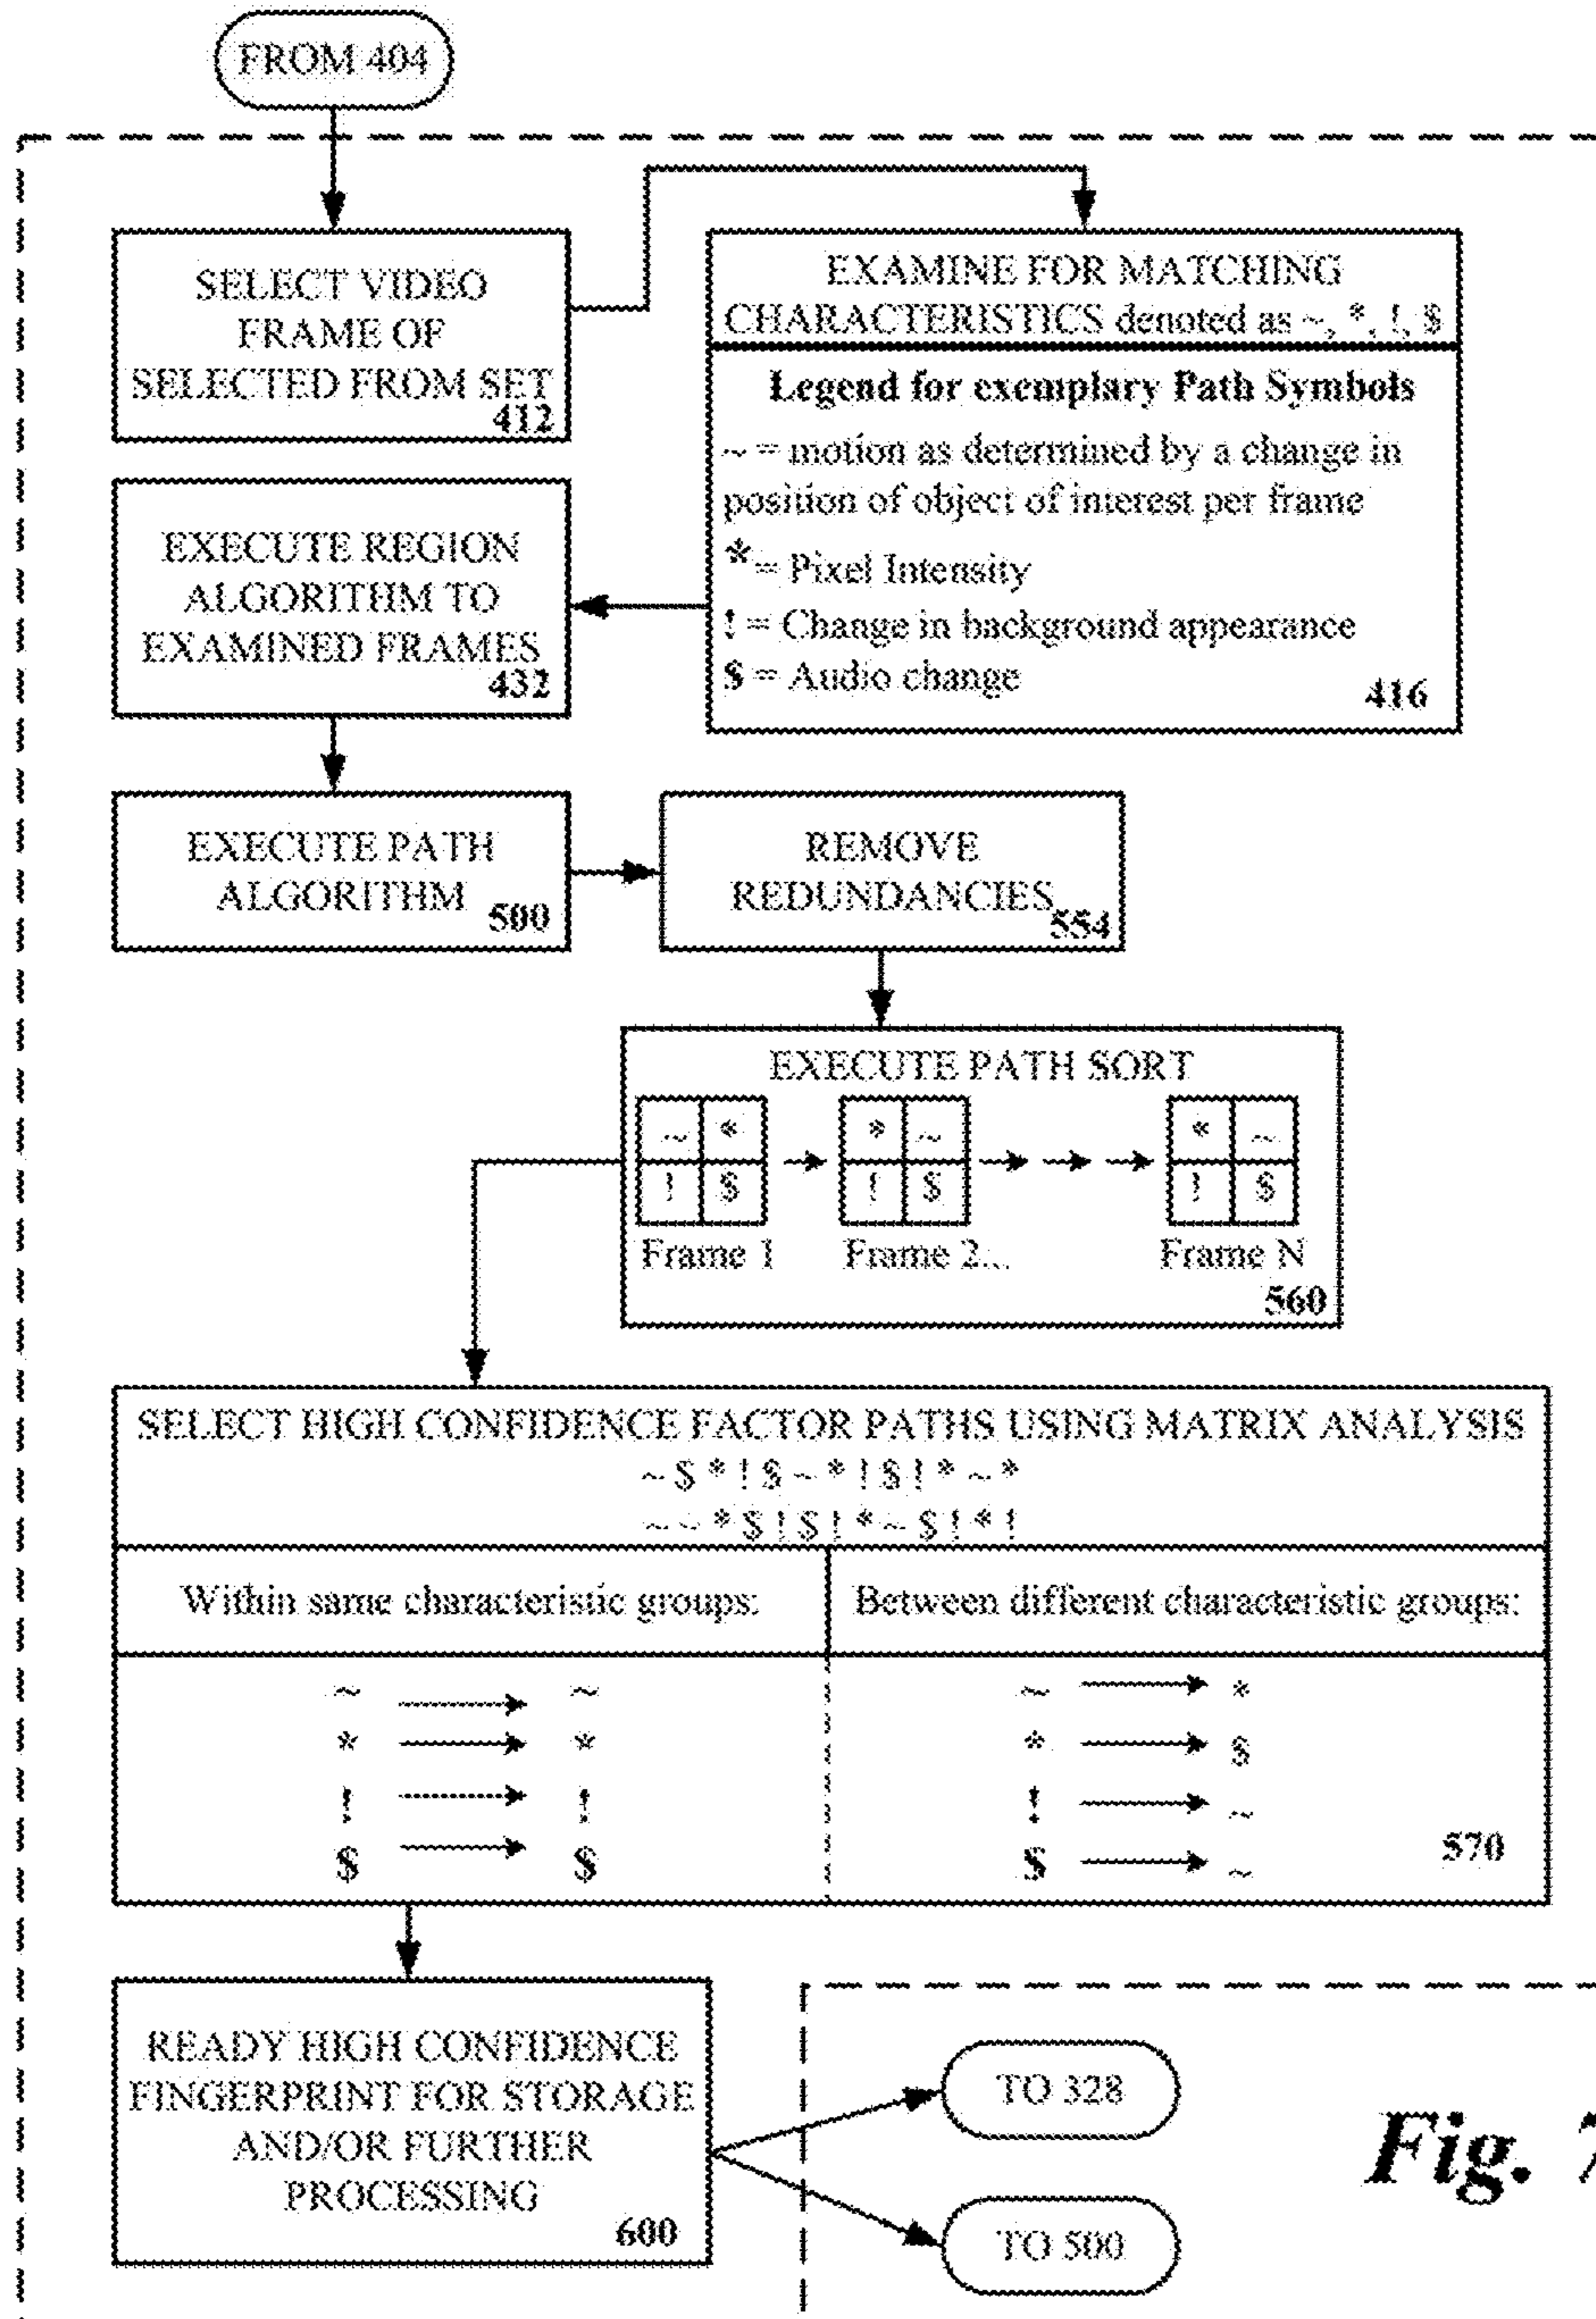 FROM 404
SELECT VIDEO
FRAME OF
SELECTED FROM SET
412
EXAMINE FOR MATCHING
CHARACTERISTICS denoted as ~, *, !, $
Legend for exemplary Path Symbols
~ = motion as determined by a change in
position of object of interest per frame
* = Pixel Intensity
! = Change in background appearance
$ = Audio change
416
EXECUTE REGION
ALGORITHM TO
EXAMINED FRAMES
432
EXECUTE PATH
ALGORITHM
500
REMOVE
REDUNDANCIES
554
EXECUTE PATH SORT
~ * * ~ * ~
! $ ! $ ! $
Frame 1 Frame 2... Frame N
560
SELECT HIGH CONFIDENCE FACTOR PATHS USING MATRIX ANALYSIS
~ $ * ! $ ~ * ! $ ! * ~ *
~ ~ * $ ! $ ! * ~ $ ! * !
Within same characteristic groups:
Between different characteristic groups:
~ → ~
* → *
! → !
$ → $
~ → *
* → $
! → ~
$ → ~
570
READY HIGH CONFIDENCE
FINGERPRINT FOR STORAGE
AND/OR FURTHER
PROCESSING
600
TO 328
TO 500
Fig. 7